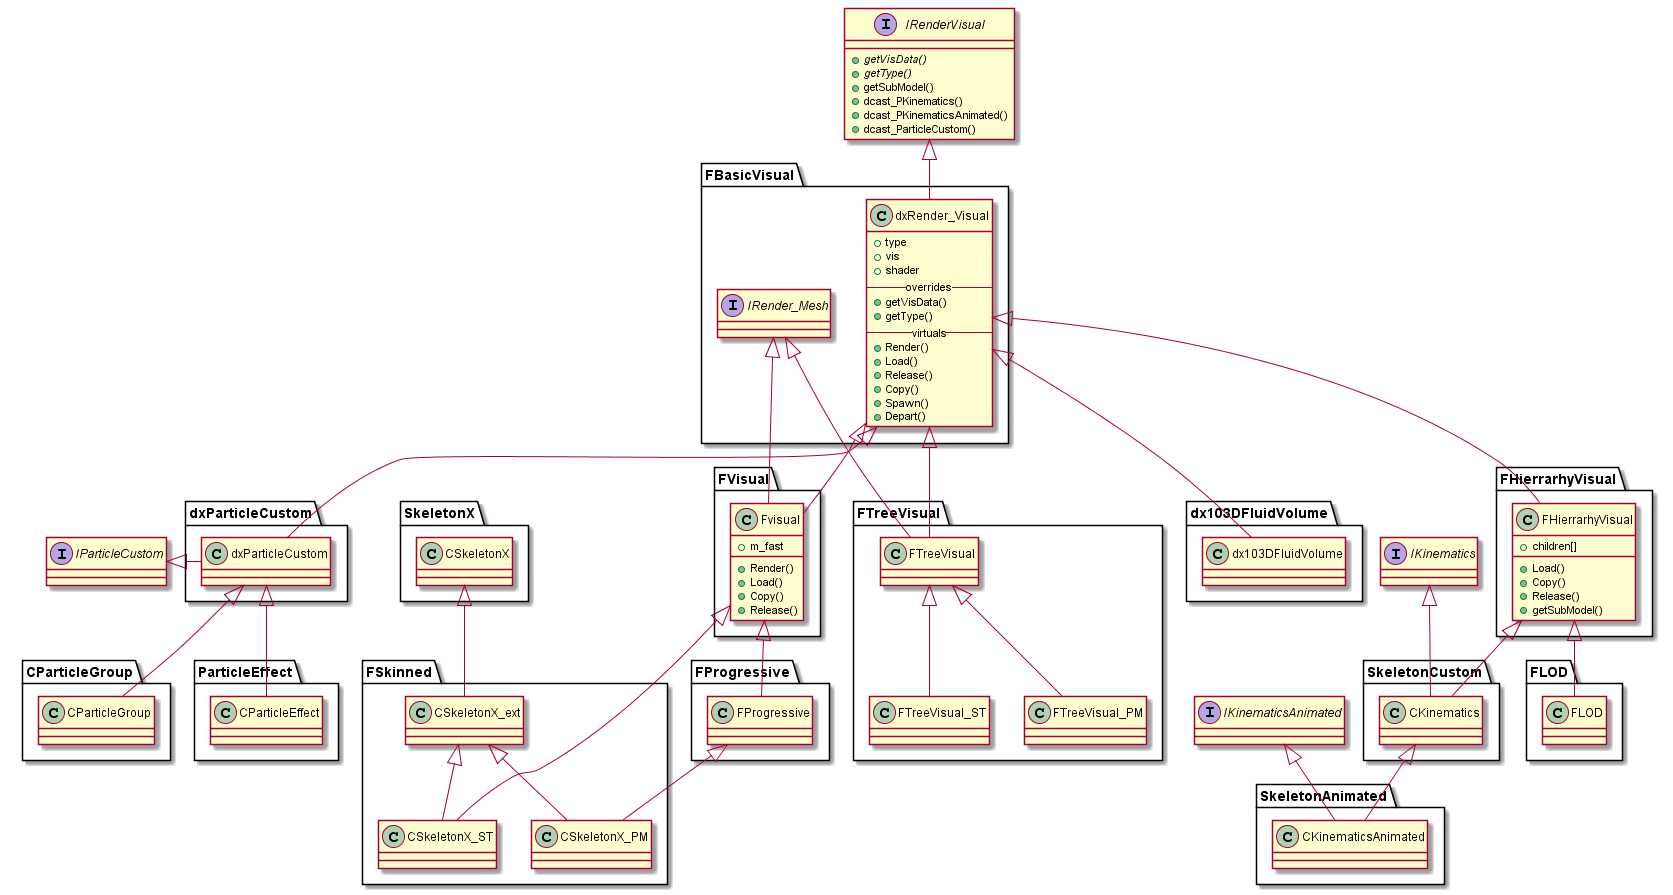 I IRenderVisual
getVisData()
getType()
getSubModel()
dcast_PKinematics()
dcast_PKinematicsAnimated()
dcast_ParticleCustom()
FBasicVisual
C dxRender_Visual
type
vis
shader
overrides
getVisData()
getType()
virtuals
Render()
Load()
Release()
Copy()
Spawn()
Depart()
I IRender_Mesh
dxParticleCustom
I IParticleCustom
C dxParticleCustom
SkeletonX
C CSkeletonX
FVisual
C Fvisual
m_fast
Render()
Load()
Copy()
Release()
FTreeVisual
C FTreeVisual
C FTreeVisual_ST
C FTreeVisual_PM
dx103DFluidVolume
C dx103DFluidVolume
I IKinematics
FHierrarhyVisual
C FHierrarhyVisual
children[]
Load()
Copy()
Release()
getSubModel()
CParticleGroup
C CParticleGroup
ParticleEffect
C CParticleEffect
FSkinned
C CSkeletonX_ext
C CSkeletonX_ST
C CSkeletonX_PM
FProgressive
C FProgressive
I IKinematicsAnimated
SkeletonCustom
C CKinematics
FLOD
C FLOD
SkeletonAnimated
C CKinematicsAnimated